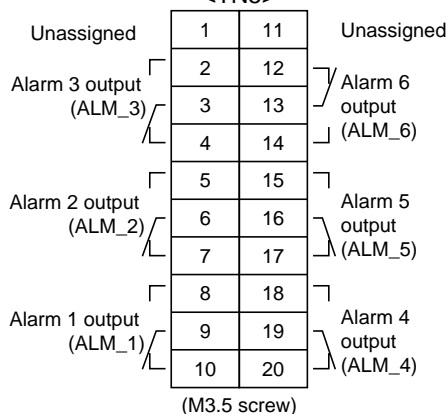 Unassigned 1 11 Unassigned
2 12
Alarm 3 output
(ALM_3)
3 13
Alarm 6
output
(ALM_6)
4 14
5 15
Alarm 2 output
(ALM_2)
6 16
Alarm 5
output
(ALM_5)
7 17
8 18
Alarm 1 output
(ALM_1)
9 19
Alarm 4
output
(ALM_4)
10 20
(M3.5 screw)